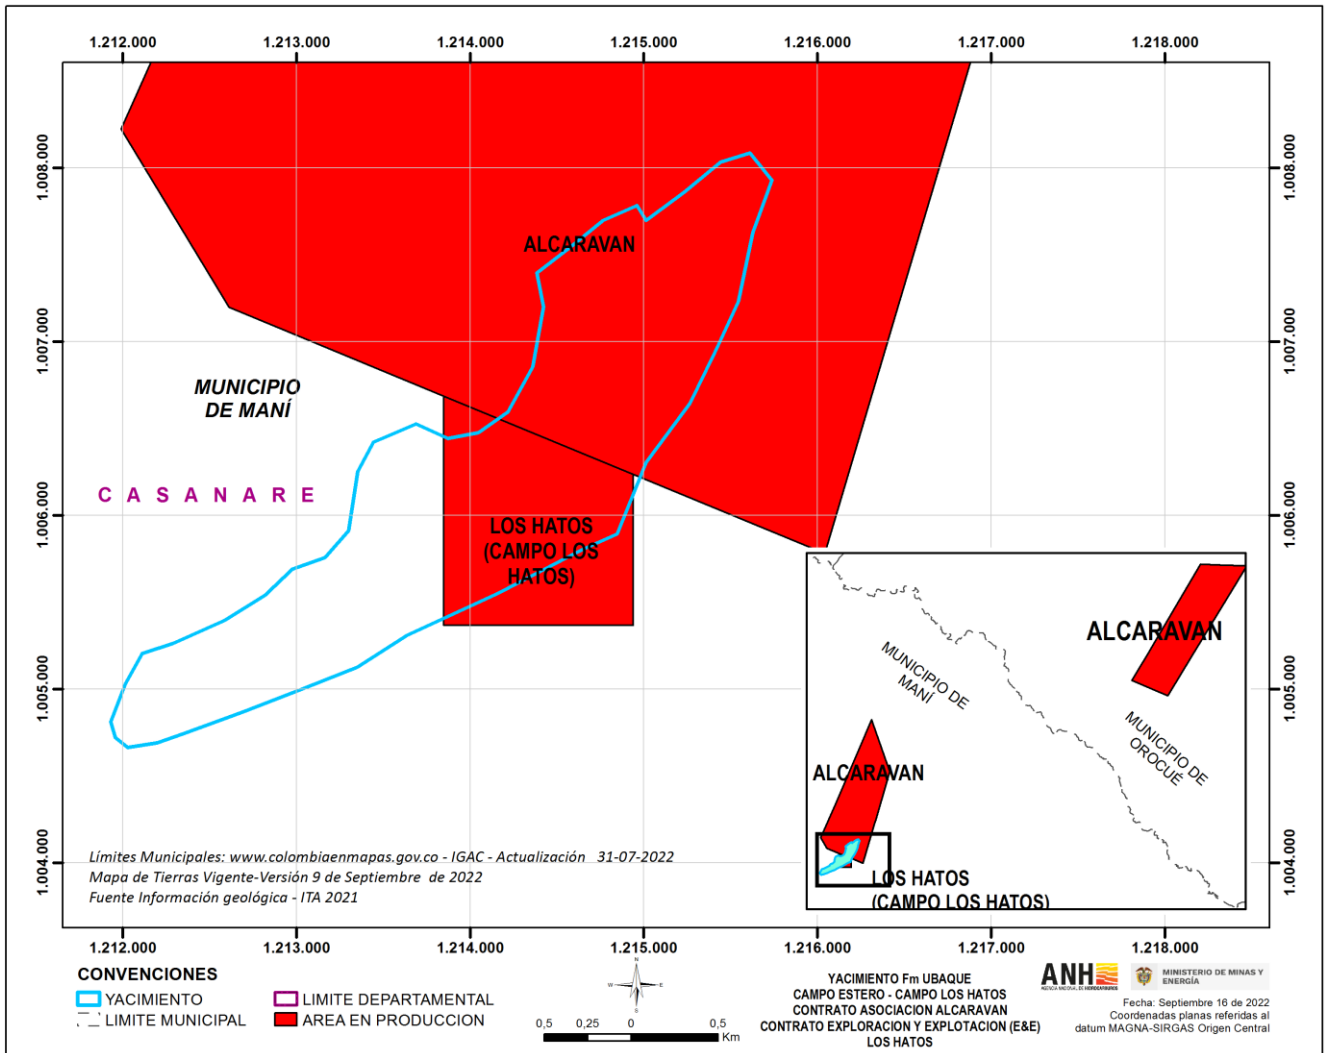 1.212.000 1.213.000 1.214.000 1.215.000 1.216.000 1.217.000 1.218.000
1.008.000
1.008.000
ALCARAVAN
1.007.000
1.007.000
MUNICIPIO
DE MANÍ
CASANARE
1.006.000
1.006.000
LOS HATOS
(CAMPO LOS
HATOS)
ALCARAVAN
MUNICIPIO DE
MANÍ
MUNICIPIO DE
OROCUÉ
1.005.000
1.005.000
ALCARAVAN
LOS HATOS
(CAMPO LOS HATOS)
1.004.000
1.004.000
Límites Municipales: www.colombiaenmapas.gov.co - IGAC - Actualización 31-07-2022
Mapa de Tierras Vigente-Versión 9 de Septiembre de 2022
Fuente Información geológica - ITA 2021
1.212.000 1.213.000 1.214.000 1.215.000 1.216.000 1.217.000 1.218.000
CONVENCIONES
YACIMIENTO
LIMITE DEPARTAMENTAL
LIMITE MUNICIPAL
AREA EN PRODUCCION
N
W E
S
0,5 0,25 0 0,5
Km
YACIMIENTO Fm UBAQUE
CAMPO ESTERO - CAMPO LOS HATOS
CONTRATO ASOCIACION ALCARAVAN
CONTRATO EXPLORACION Y EXPLOTACION (E&E)
LOS HATOS
ANH
AGENCIA NACIONAL DE HIDROCARBUROS
MINISTERIO DE MINAS Y
ENERGÍA
Fecha: Septiembre 16 de 2022
Coordenadas planas referidas al
datum MAGNA-SIRGAS Origen Central